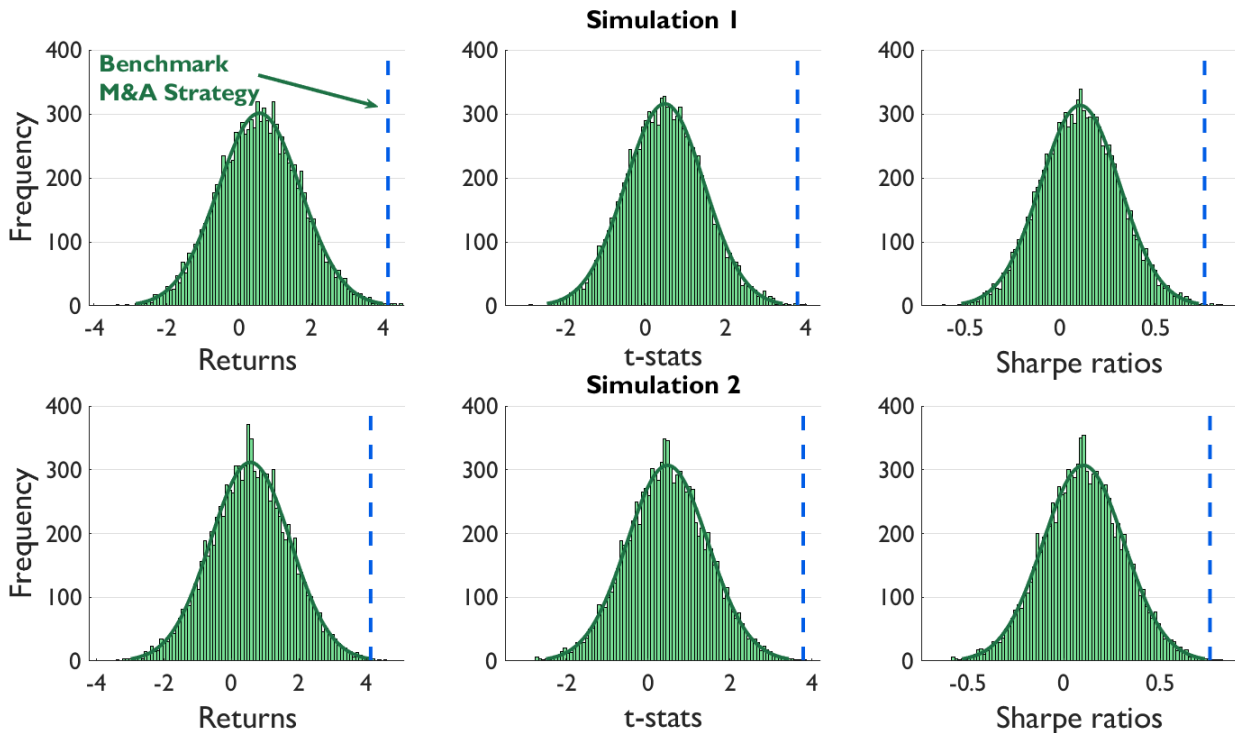 Simulation 1
400
300
200
100
0
Frequency
Benchmark
M&A Strategy
-4 -2 0 2 4
Returns
400
300
200
100
0
-2 0 2 4
t-stats
400
300
200
100
0
-0.5 0 0.5
Sharpe ratios
Simulation 2
400
300
200
100
0
Frequency
-4 -2 0 2 4
Returns
400
300
200
100
0
-2 0 2 4
t-stats
400
300
200
100
0
-0.5 0 0.5
Sharpe ratios